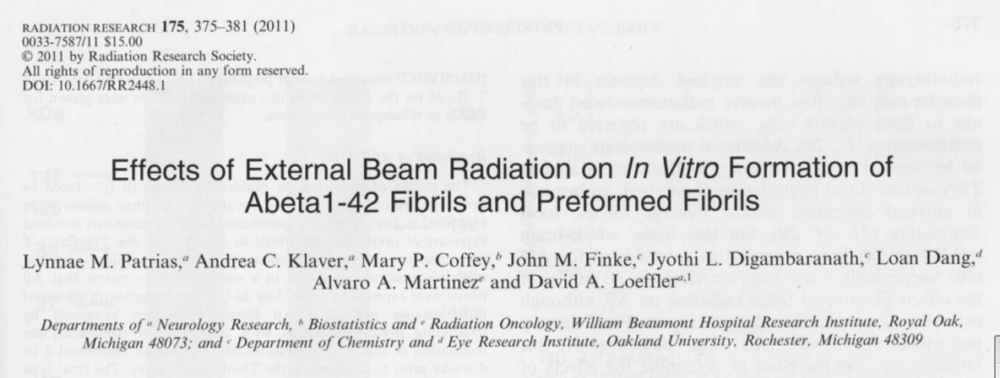 RADIATION RESEARCH 175, 375–381 (2011)
0033-7587/11 $15.00
© 2011 by Radiation Research Society.
All rights of reproduction in any form reserved.
DOI: 10.1667/RR2448.1
Effects of External Beam Radiation on In Vitro Formation of
Abeta1-42 Fibrils and Preformed Fibrils
Lynnae M. Patrias,a Andrea C. Klaver,a Mary P. Coffey,b John M. Finke,c Jyothi L. Digambaranath,c Loan Dang,d
Alvaro A. Martineze and David A. Loefflera,1
Departments of a Neurology Research, b Biostatistics and e Radiation Oncology, William Beaumont Hospital Research Institute, Royal Oak,
Michigan 48073; and c Department of Chemistry and d Eye Research Institute, Oakland University, Rochester, Michigan 48309